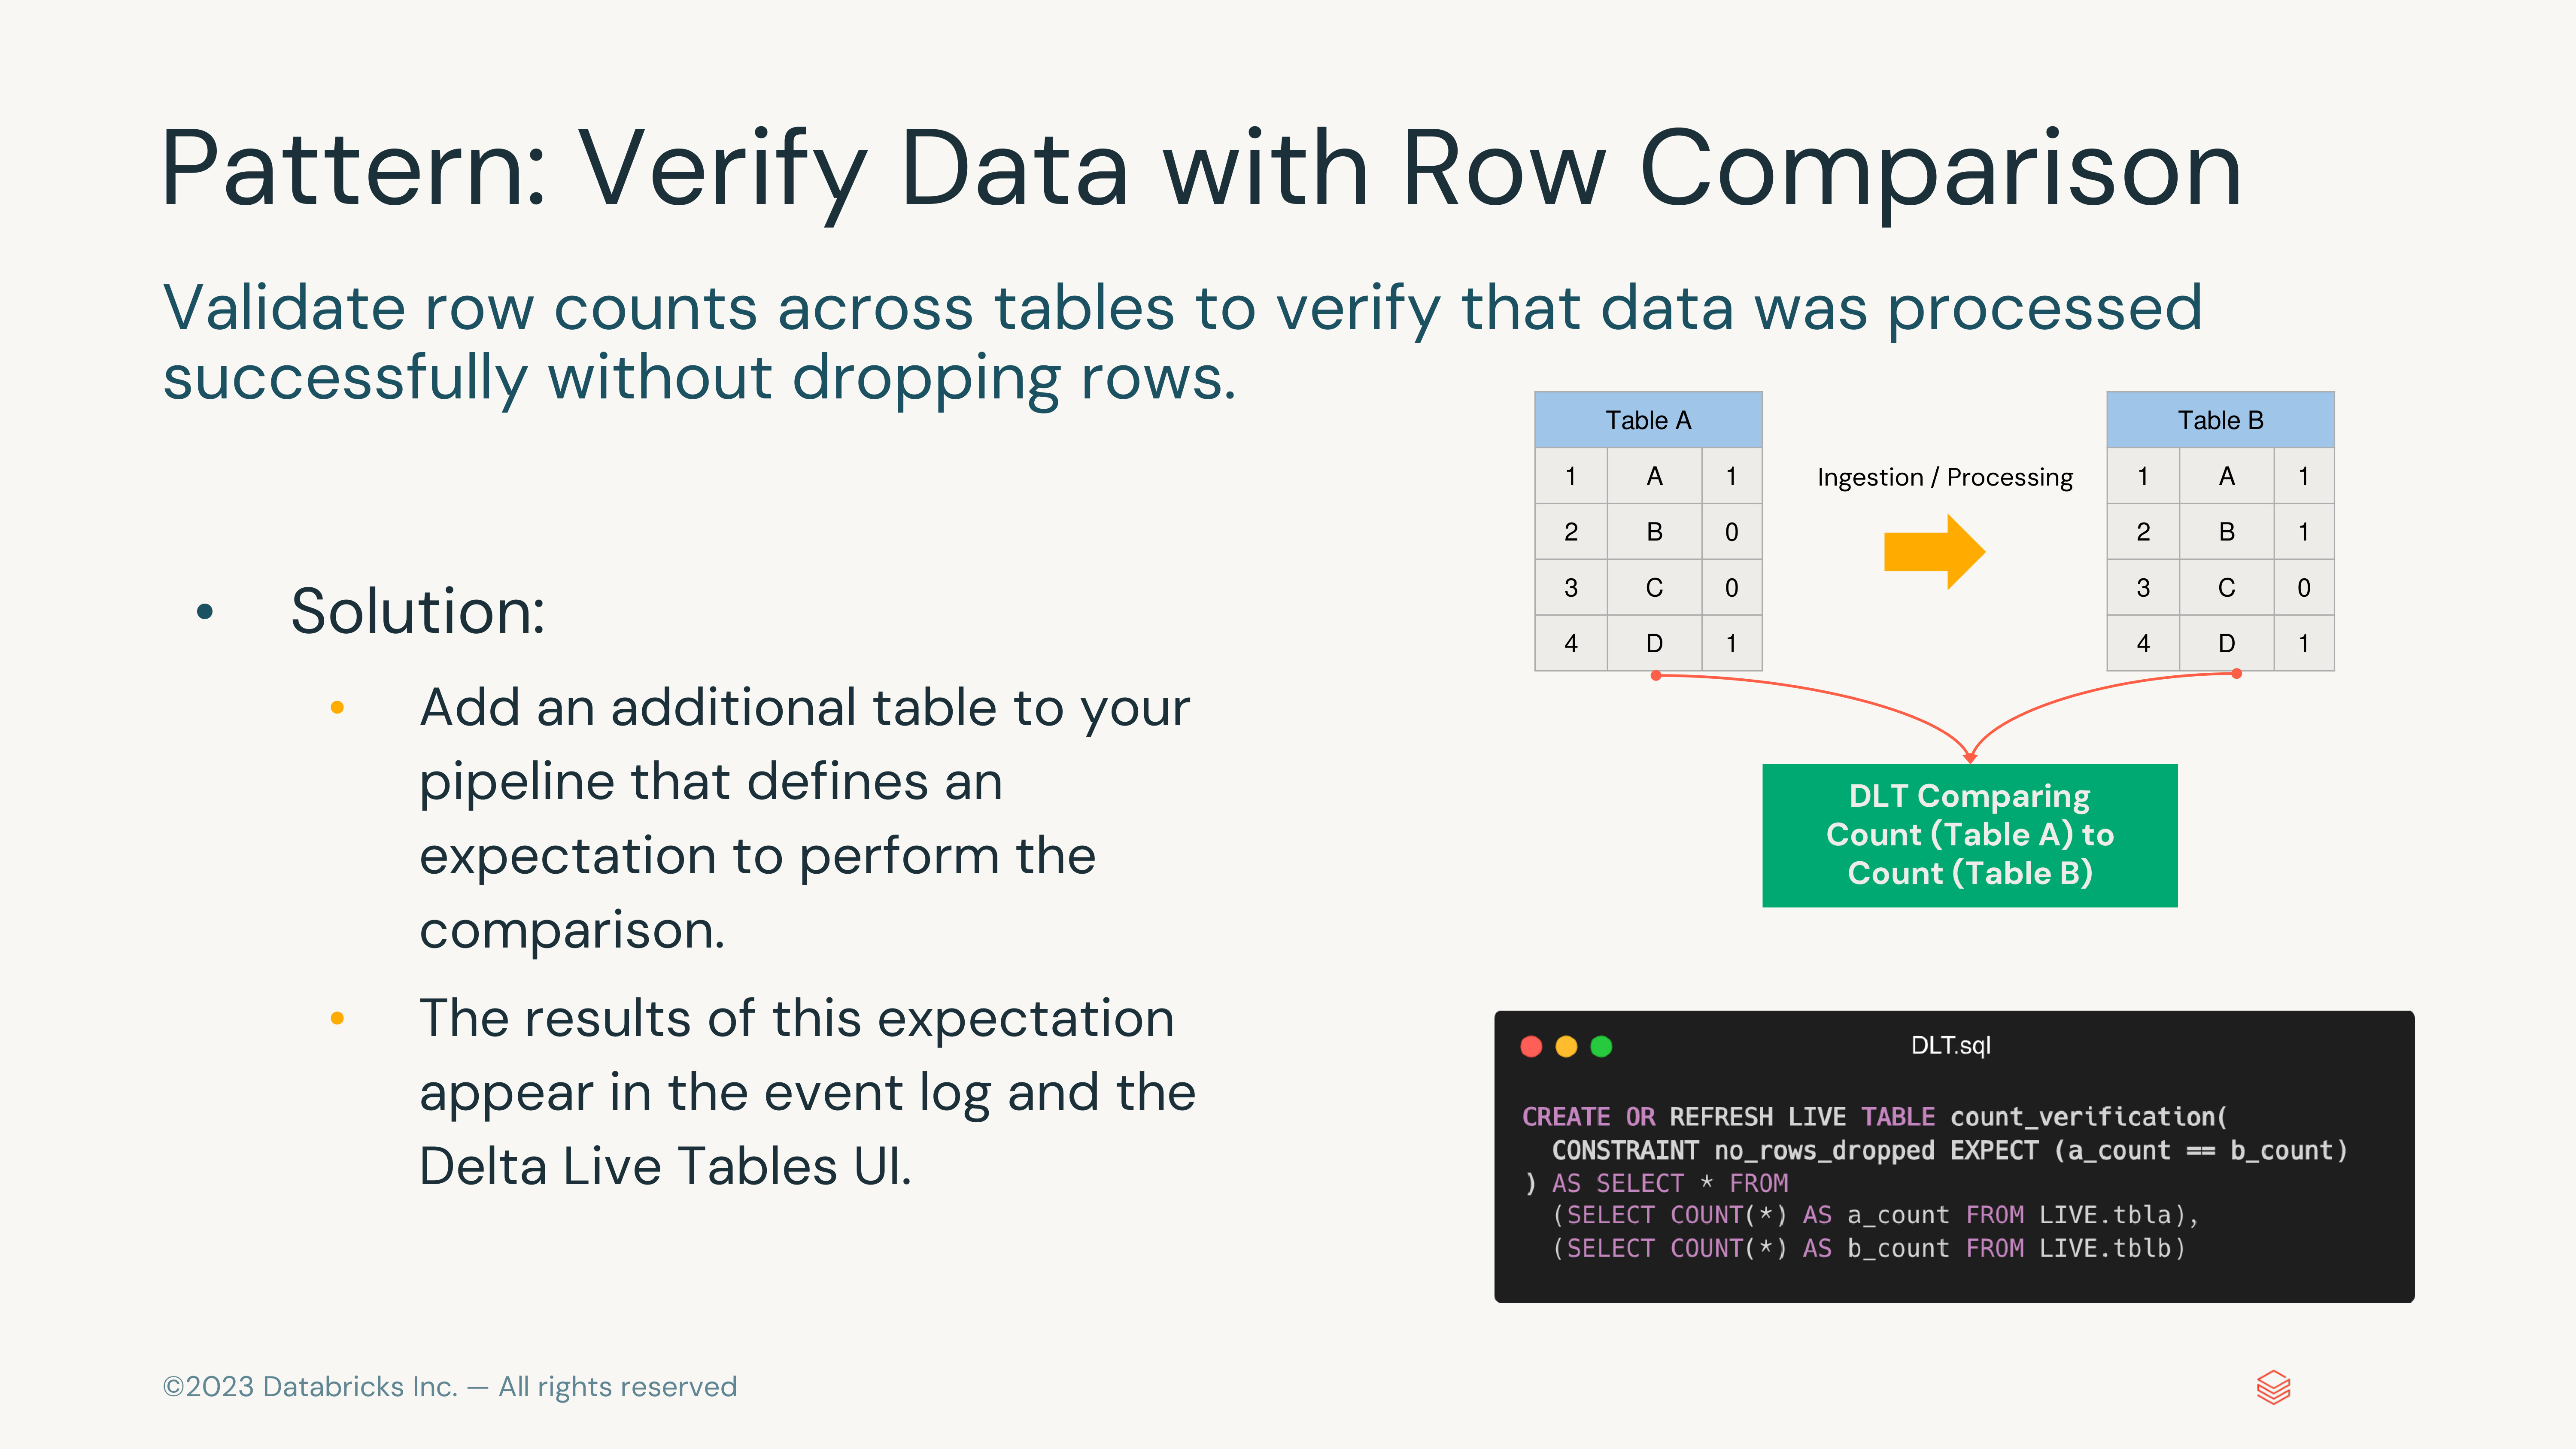 Pattern: Verify Data with Row Comparison
Validate row counts across tables to verify that data was processed
successfully without dropping rows.
• Solution:
• Add an additional table to your
pipeline that defines an
expectation to perform the
comparison.
• The results of this expectation
appear in the event log and the
Delta Live Tables UI.
Table A
1 A 1
2 B 0
3 C 0
4 D 1
Ingestion / Processing
Table B
1 A 1
2 B 1
3 C 0
4 D 1
DLT Comparing
Count (Table A) to
Count (Table B)
DLT.sql
CREATE OR REFRESH LIVE TABLE count_verification(
  CONSTRAINT no_rows_dropped EXPECT (a_count == b_count)
) AS SELECT * FROM
  (SELECT COUNT(*) AS a_count FROM LIVE.tbla),
  (SELECT COUNT(*) AS b_count FROM LIVE.tblb)
©2023 Databricks Inc. — All rights reserved